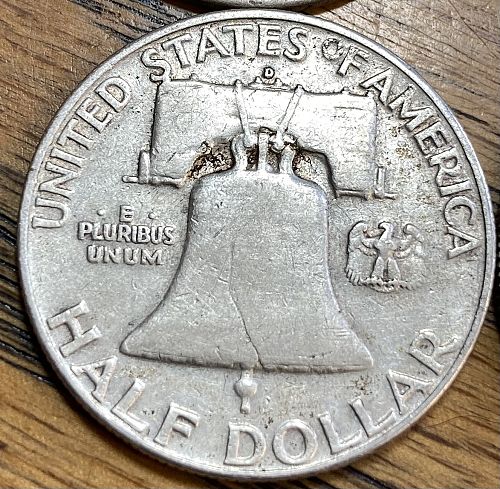 UNITED STATES OF AMERICA
D
· E ·
PLURIBUS
UNUM
HALF DOLLAR